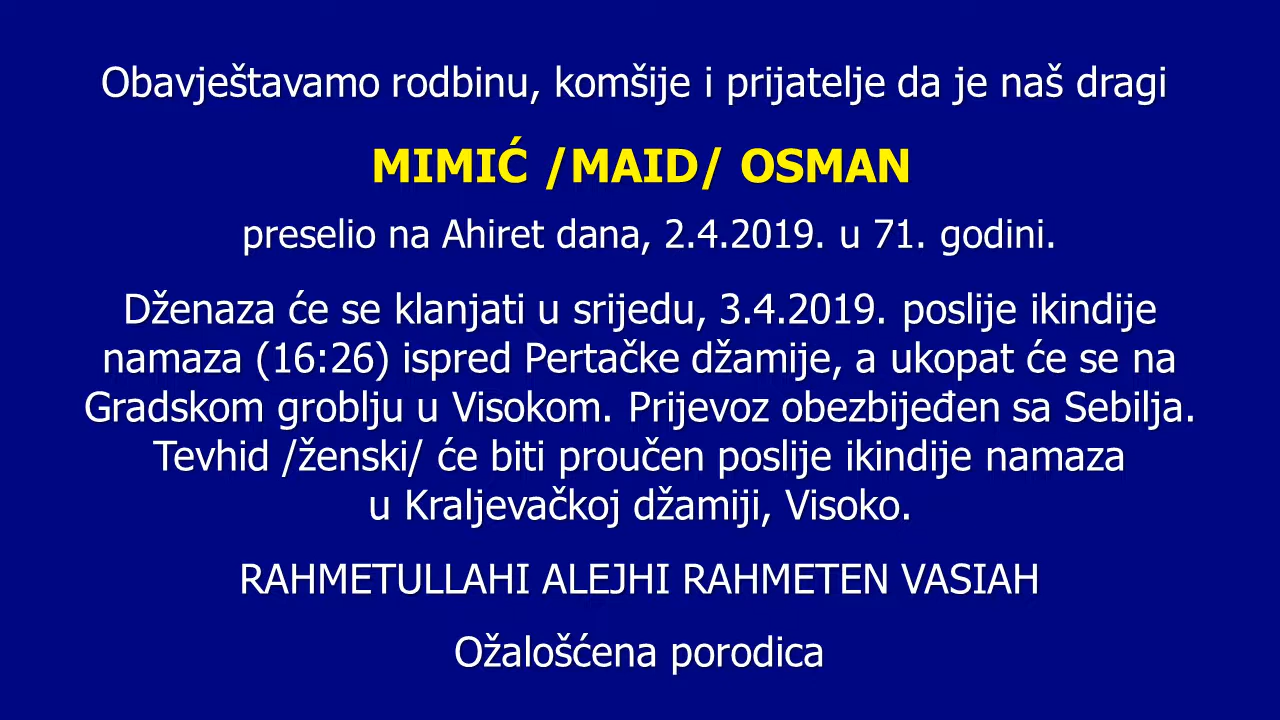 Obavještavamo rodbinu, komšije i prijatelje da je naš dragi
MIMIĆ /MAID/ OSMAN
preselio na Ahiret dana, 2.4.2019. u 71. godini.
Dženaza će se klanjati u srijedu, 3.4.2019. poslije ikindije
namaza (16:26) ispred Pertačke džamije, a ukopat će se na
Gradskom groblju u Visokom. Prijevoz obezbijeđen sa Sebilja.
Tevhid /ženski/ će biti proučen poslije ikindije namaza
u Kraljevačkoj džamiji, Visoko.
RAHMETULLAHI ALEJHI RAHMETEN VASIAH
Ožalošćena porodica